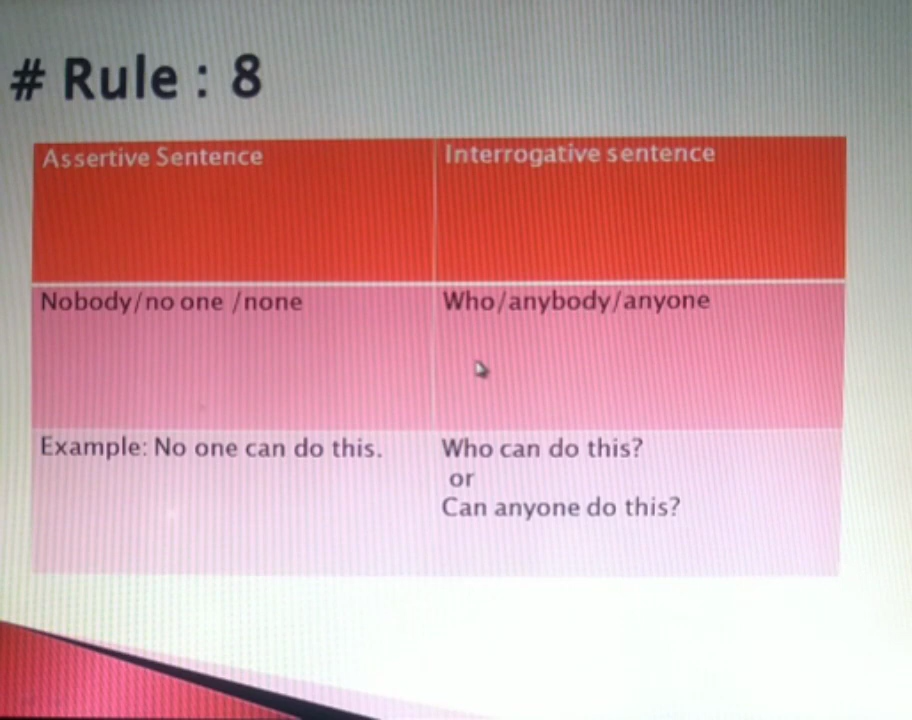 # Rule : 8
Assertive Sentence
Interrogative sentence
Nobody/no one /none
Who/anybody/anyone
Example: No one can do this.
Who can do this?
or
Can anyone do this?